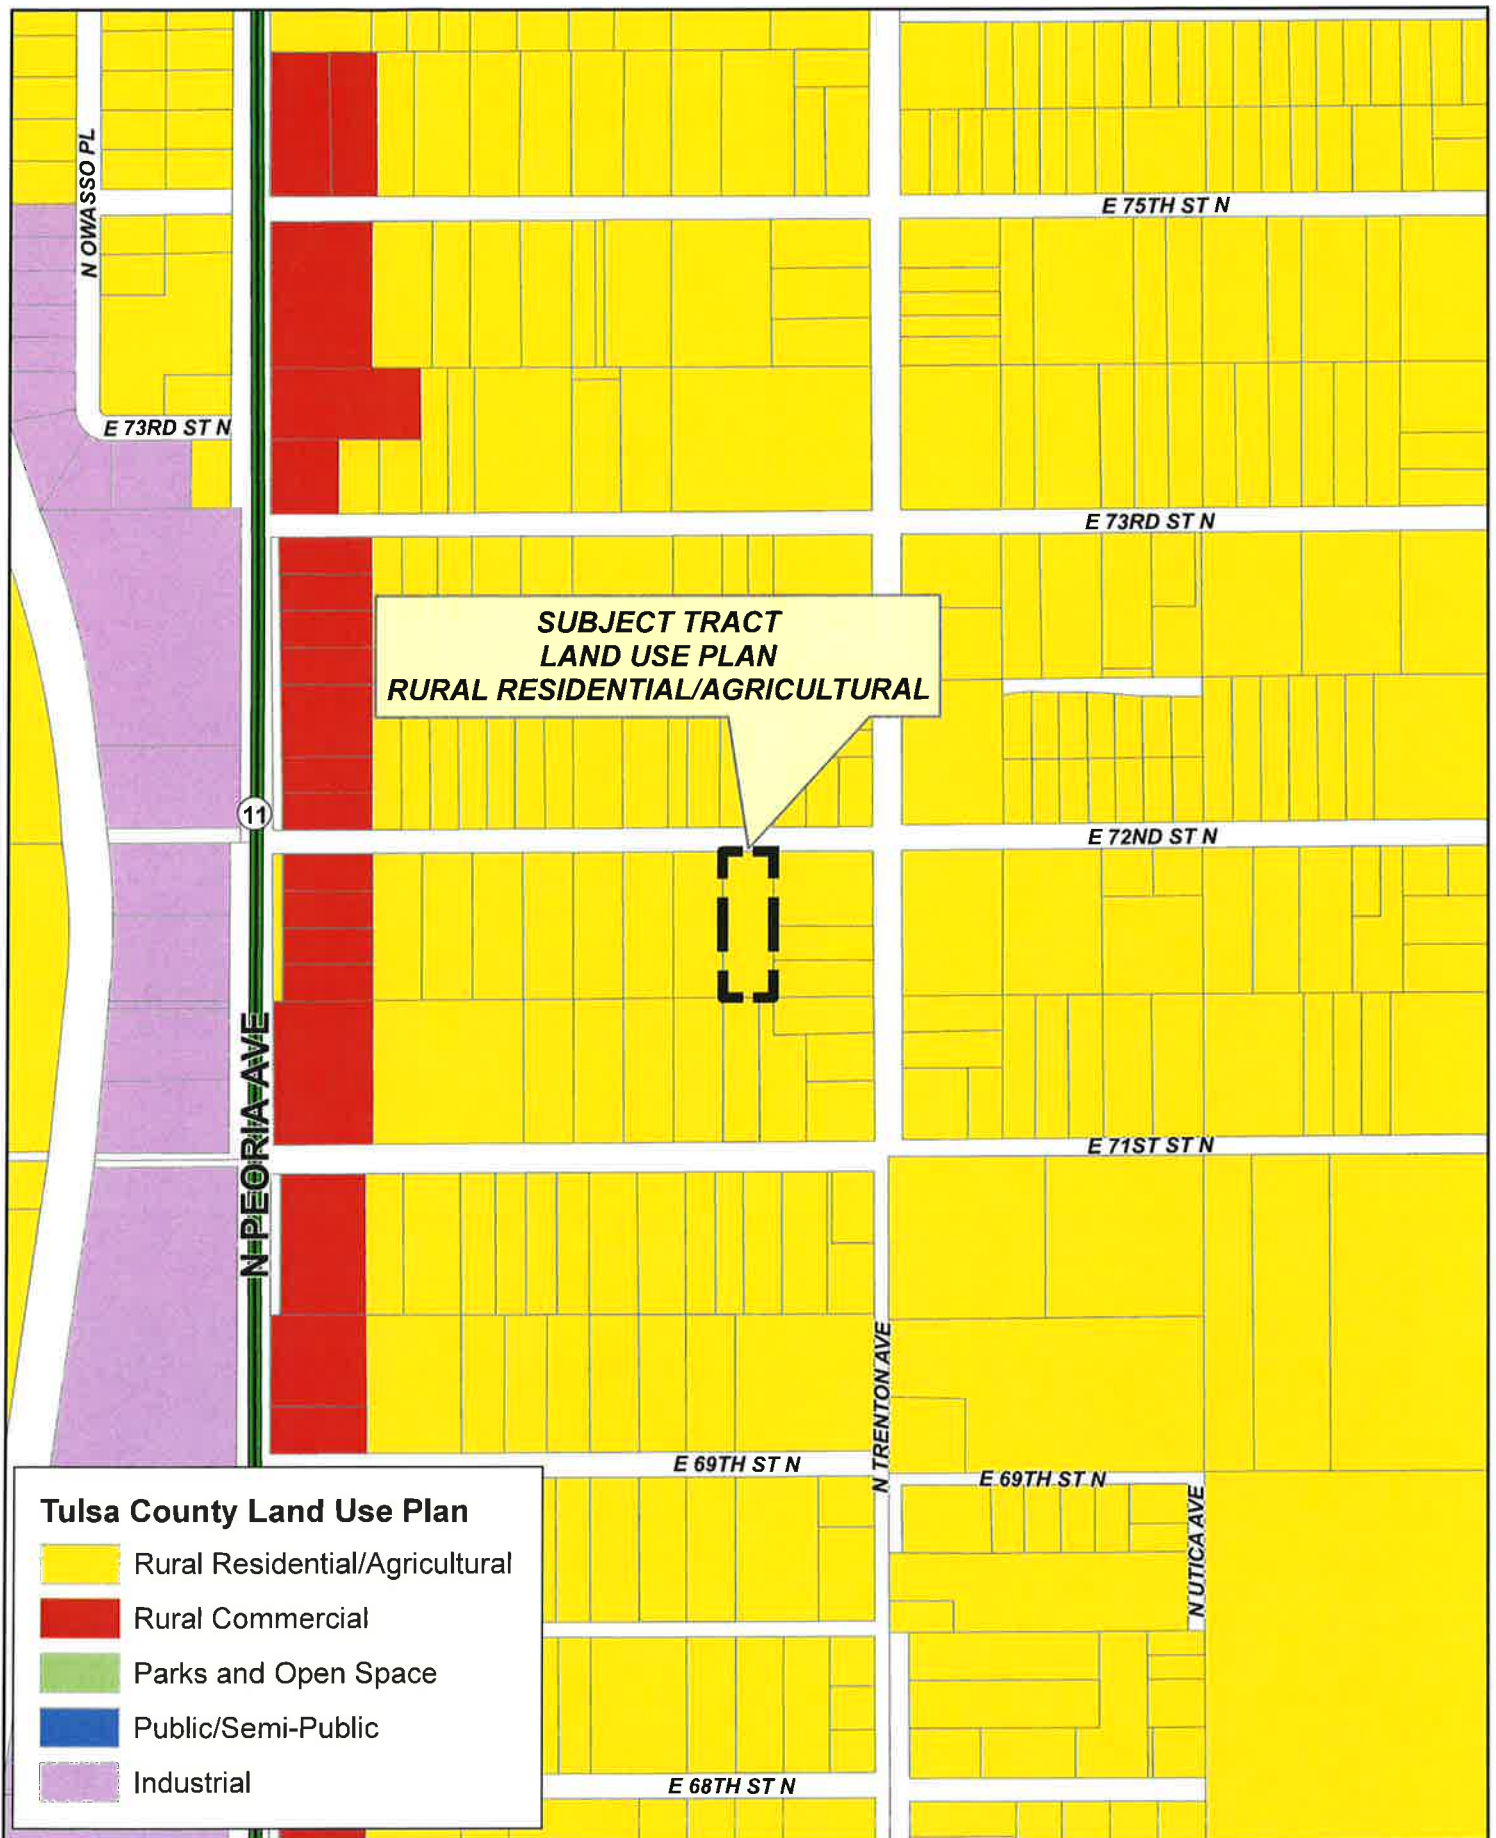 N OWASSO PL
E 75TH ST N
E 73RD ST N
E 73RD ST N
SUBJECT TRACT
LAND USE PLAN
RURAL RESIDENTIAL/AGRICULTURAL
11
E 72ND ST N
N PEORIA AVE
E 71ST ST N
N TRENTON AVE
E 69TH ST N
E 69TH ST N
N UTICA AVE
Tulsa County Land Use Plan
Rural Residential/Agricultural
Rural Commercial
Parks and Open Space
Public/Semi-Public
Industrial
E 68TH ST N